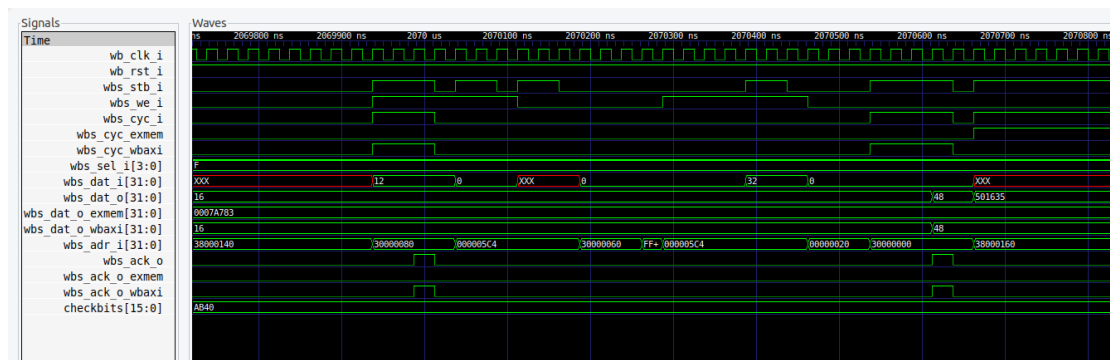 Signals
Waves
Time
ns 2069800 ns 2069900 ns 2070 us 2070100 ns 2070200 ns 2070300 ns 2070400 ns 2070500 ns 2070600 ns 2070700 ns 2070800 ns
wb_clk_i
wb_rst_i
wbs_stb_i
wbs_we_i
wbs_cyc_i
wbs_cyc_exmem
wbs_cyc_wbaxi
wbs_sel_i[3:0] F
wbs_dat_i[31:0] XXX 12 0 XXX 0 32 0 XXX
wbs_dat_o[31:0] 16 48 501635
wbs_dat_o_exmem[31:0] 0007A783
wbs_dat_o_wbaxi[31:0] 16 48
wbs_adr_i[31:0] 38000140 30000080 000005C4 30000060 FF+ 000005C4 00000020 30000000 38000160
wbs_ack_o
wbs_ack_o_exmem
wbs_ack_o_wbaxi
checkbits[15:0] AB40